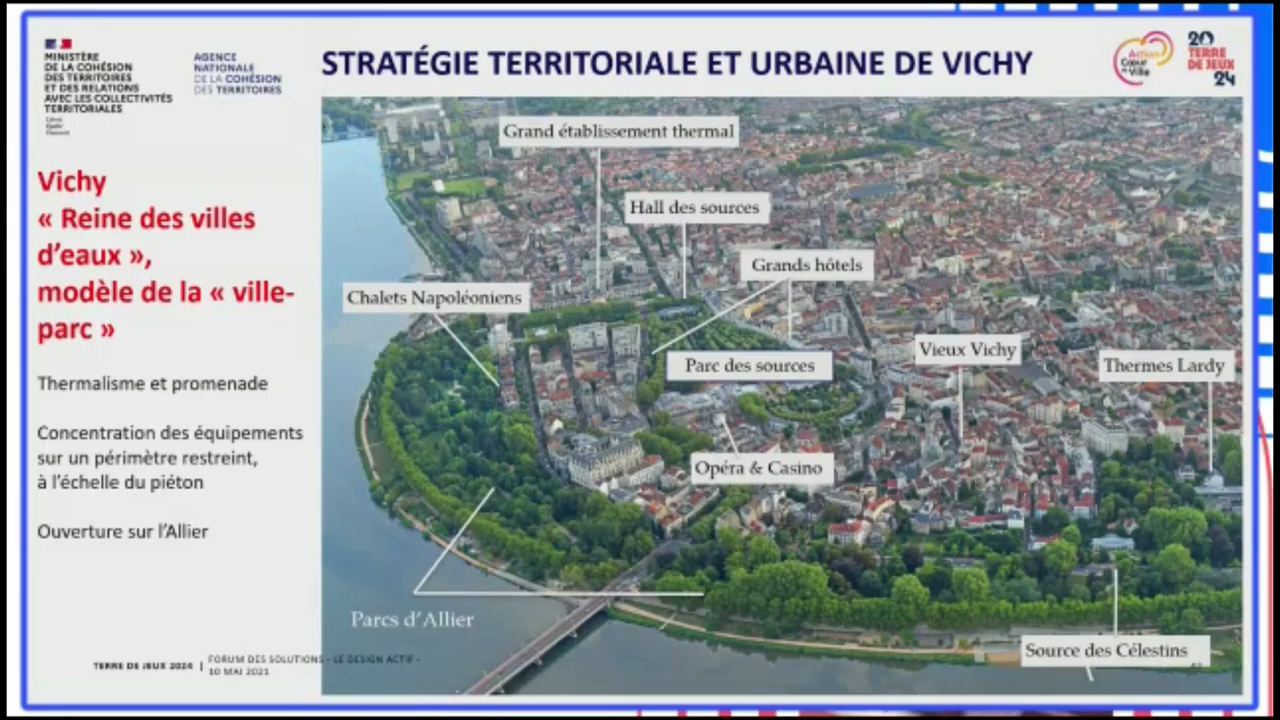 MINISTÈRE
DE LA COHÉSION
DES TERRITOIRES
ET DES RELATIONS
AVEC LES COLLECTIVITÉS
TERRITORIALES
Liberté
Égalité
Fraternité
AGENCE
NATIONALE
DE LA COHÉSION
DES TERRITOIRES
STRATÉGIE TERRITORIALE ET URBAINE DE VICHY
Action
Cœur
de Ville
20
TERRE
DE JEUX
24
Vichy
« Reine des villes
d’eaux »,
modèle de la « ville-
parc »
Thermalisme et promenade
Concentration des équipements
sur un périmètre restreint,
à l’échelle du piéton
Ouverture sur l’Allier
Grand établissement thermal
Hall des sources
Grands hôtels
Chalets Napoléoniens
Vieux Vichy
Parc des sources
Thermes Lardy
Opéra & Casino
Parcs d’Allier
Source des Célestins
TERRE DE JEUX 2024 | FORUM DES SOLUTIONS - LE DESIGN ACTIF -
10 MAI 2021